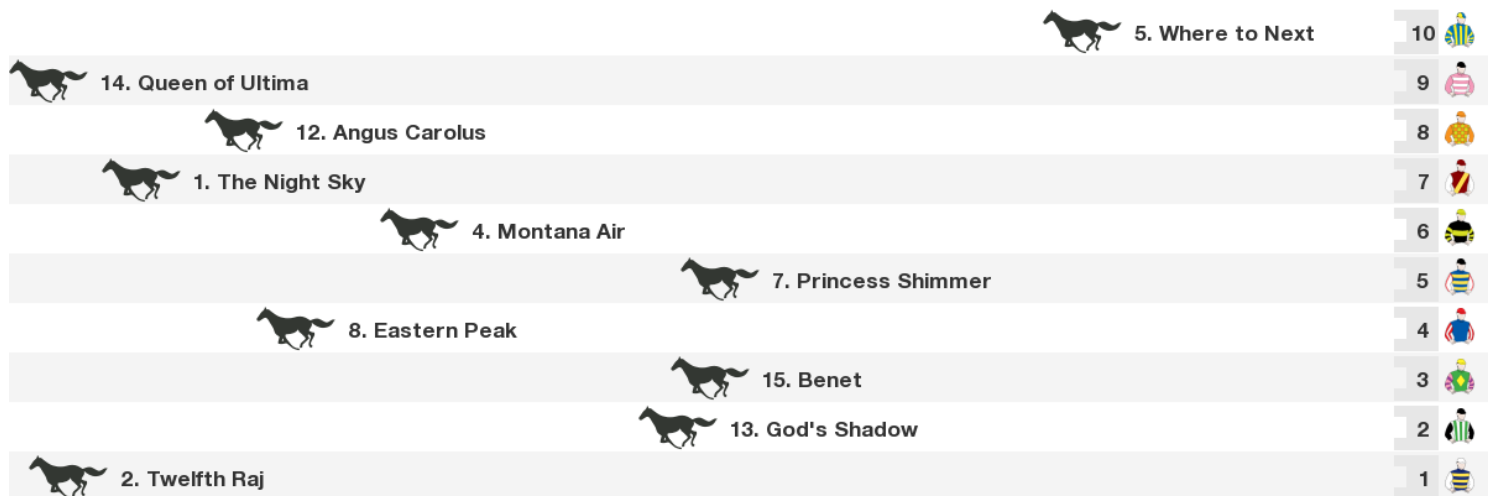 5. Where to Next 10
14. Queen of Ultima 9
12. Angus Carolus 8
1. The Night Sky 7
4. Montana Air 6
7. Princess Shimmer 5
8. Eastern Peak 4
15. Benet 3
13. God's Shadow 2
2. Twelfth Raj 1